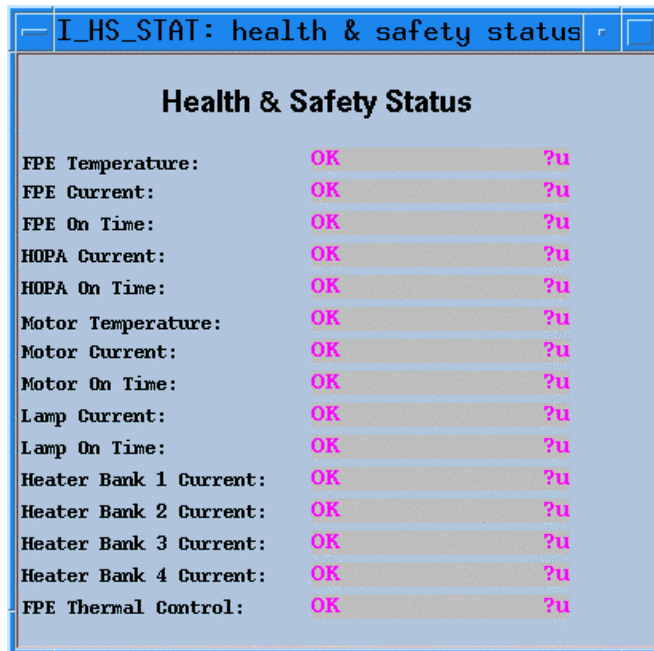 I_HS_STAT: health & safety status
Health & Safety Status
FPE Temperature: OK ?u
FPE Current: OK ?u
FPE On Time: OK ?u
HOPA Current: OK ?u
HOPA On Time: OK ?u
Motor Temperature: OK ?u
Motor Current: OK ?u
Motor On Time: OK ?u
Lamp Current: OK ?u
Lamp On Time: OK ?u
Heater Bank 1 Current: OK ?u
Heater Bank 2 Current: OK ?u
Heater Bank 3 Current: OK ?u
Heater Bank 4 Current: OK ?u
FPE Thermal Control: OK ?u